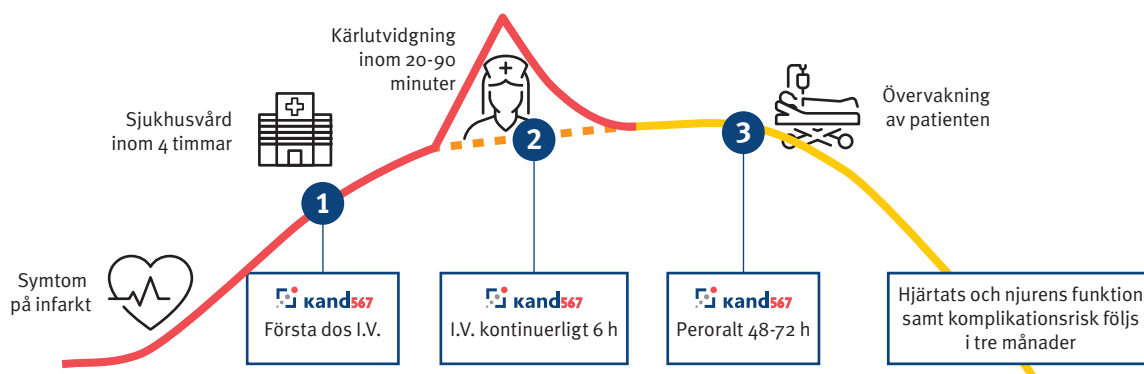 Kärlutvidgning
inom 20-90
minuter
Sjukhusvård
inom 4 timmar
Övervakning
av patienten
2
3
1
Symtom
på infarkt
Kand567
Första dos I.V.
Kand567
I.V. kontinuerligt 6 h
Kand567
Peroralt 48-72 h
Hjärtats och njurens funktion
samt komplikationsrisk följs
i tre månader